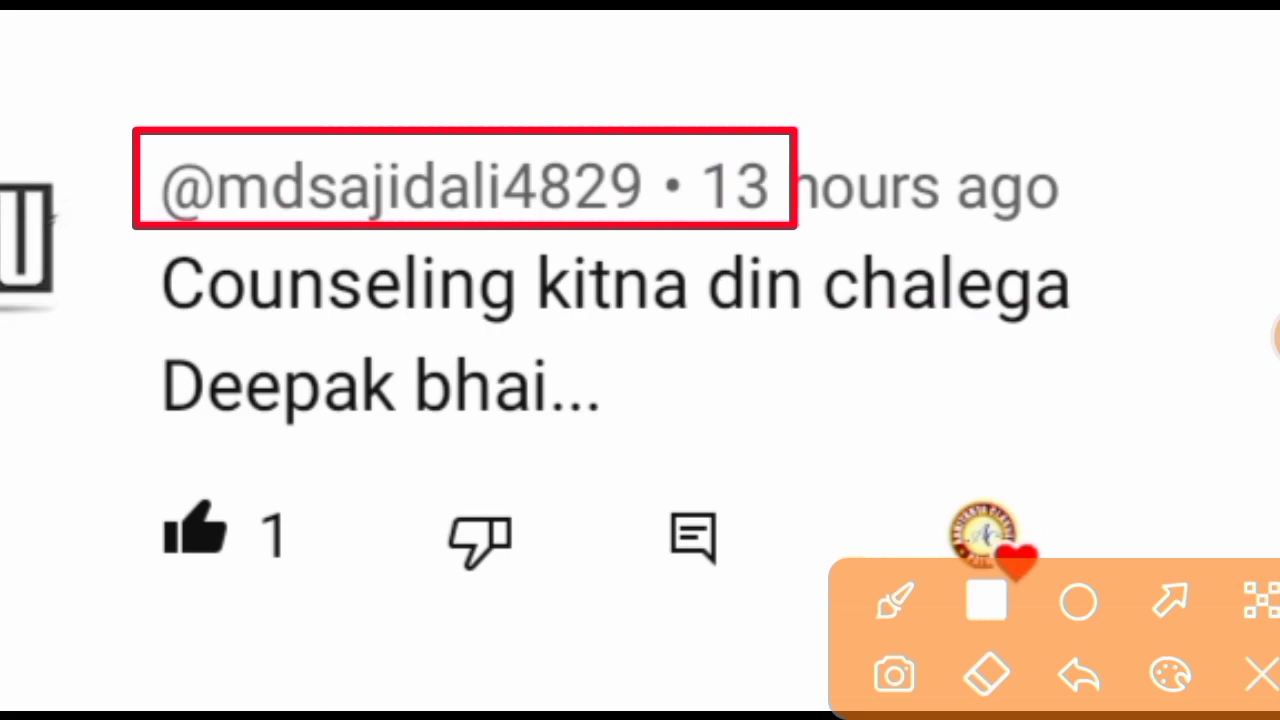 @mdsajidali4829 • 13 hours ago
Counseling kitna din chalega
Deepak bhai...
1